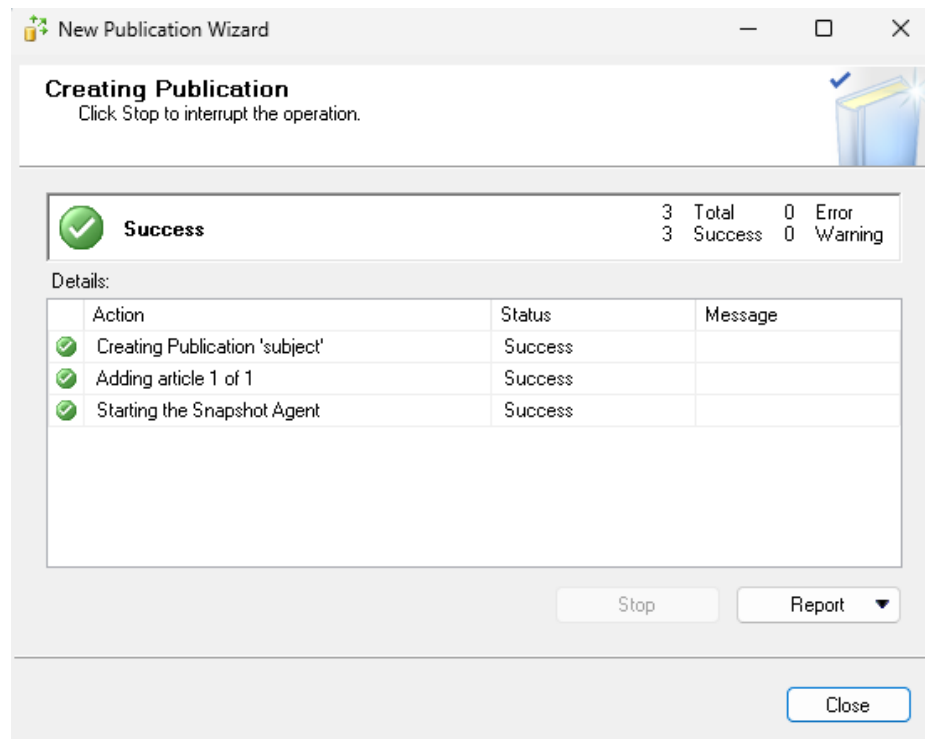 New Publication Wizard
Creating Publication
Click Stop to interrupt the operation.
Success
3 Total 0 Error
3 Success 0 Warning
Details:
Action Status Message
Creating Publication 'subject' Success
Adding article 1 of 1 Success
Starting the Snapshot Agent Success
Stop Report
Close